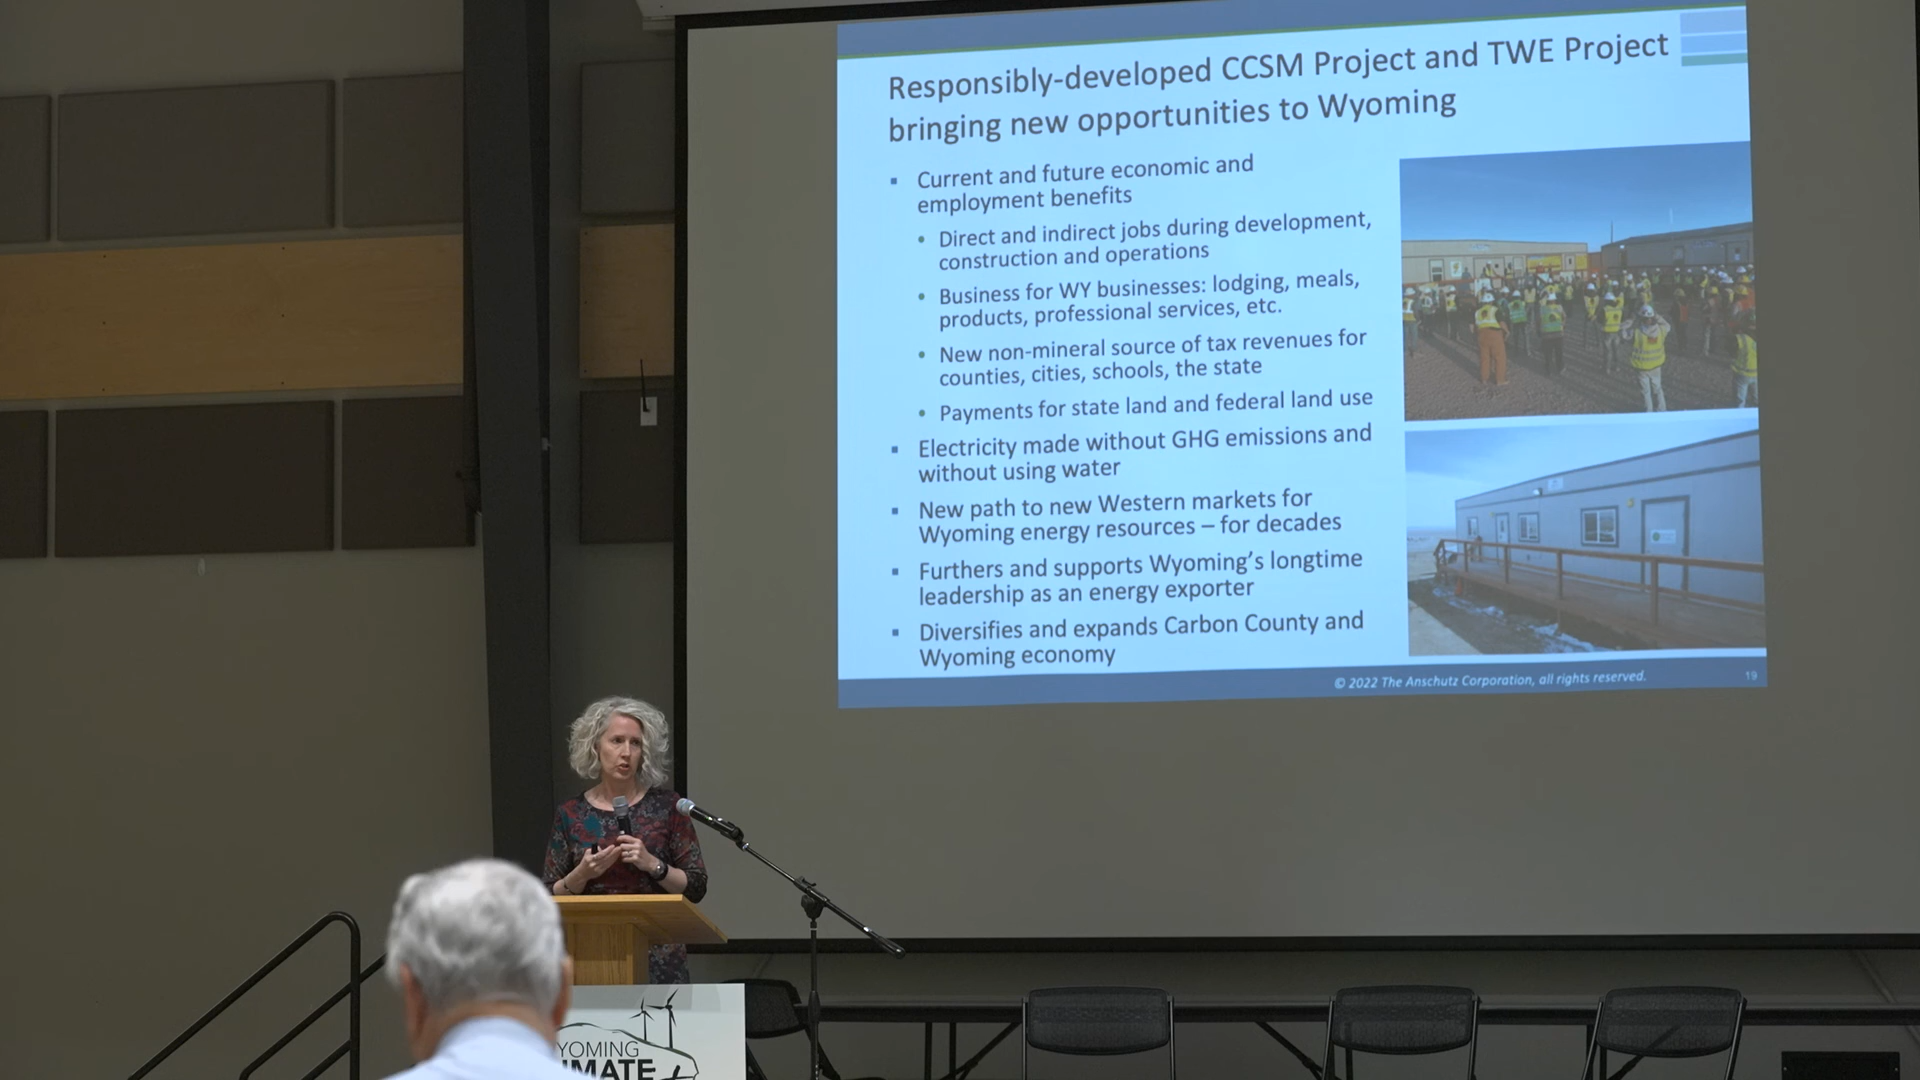 Responsibly-developed CCSM Project and TWE Project
bringing new opportunities to Wyoming
Current and future economic and
employment benefits
Direct and indirect jobs during development,
construction and operations
Business for WY businesses: lodging, meals,
products, professional services, etc.
New non-mineral source of tax revenues for
counties, cities, schools, the state
Payments for state land and federal land use
Electricity made without GHG emissions and
without using water
New path to new Western markets for
Wyoming energy resources – for decades
Furthers and supports Wyoming's longtime
leadership as an energy exporter
Diversifies and expands Carbon County and
Wyoming economy
© 2022 The Anschutz Corporation, all rights reserved.
19
YOMING
IMATE